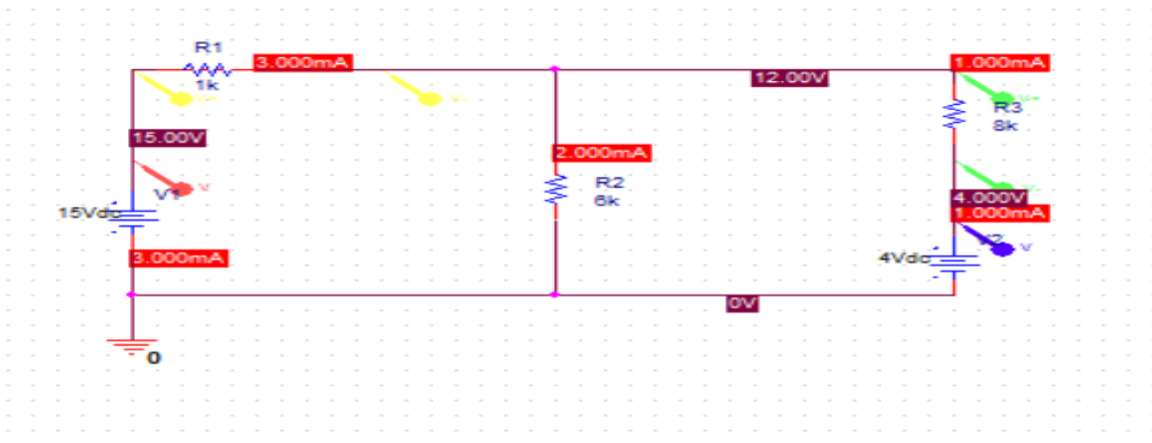 R1
3.000mA
1k
V+
V-
12.00V
1.000mA
V+
R3
8k
15.00V
V
V1
15Vdc
2.000mA
R2
6k
V-
4.000V
1.000mA
V2
V
4Vdc
3.000mA
0V
0